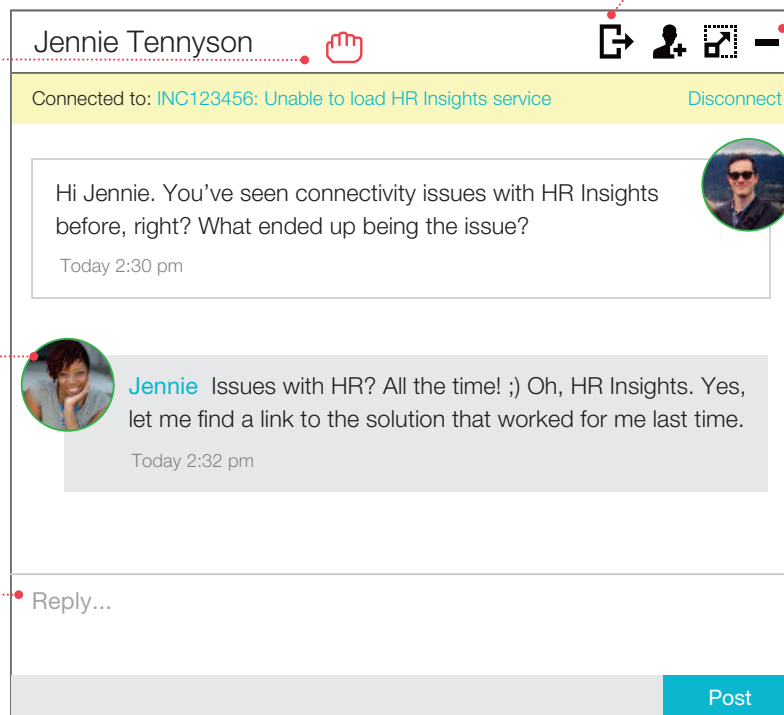 Jennie Tennyson
Connected to: INC123456: Unable to load HR Insights service Disconnect
Hi Jennie. You’ve seen connectivity issues with HR Insights
before, right? What ended up being the issue?
Today 2:30 pm
Jennie Issues with HR? All the time! ;) Oh, HR Insights. Yes,
let me find a link to the solution that worked for me last time.
Today 2:32 pm
Reply...
Post